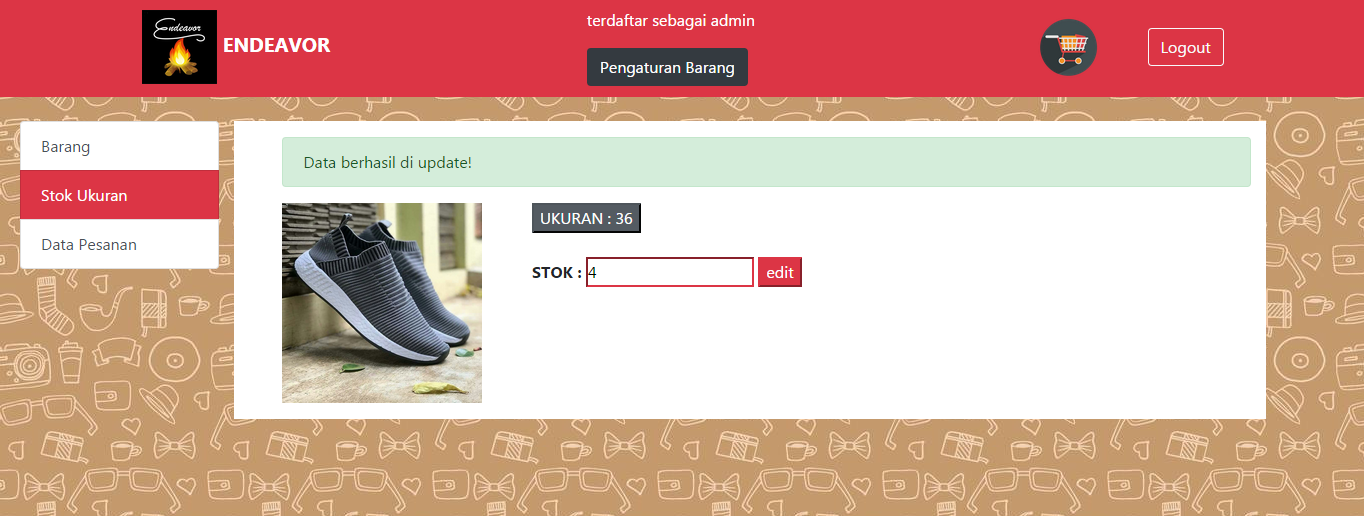 Endeavor
ENDEAVOR
terdaftar sebagai admin
Pengaturan Barang
Logout
Barang
Stok Ukuran
Data Pesanan
Data berhasil di update!
UKURAN : 36
STOK : 4 edit